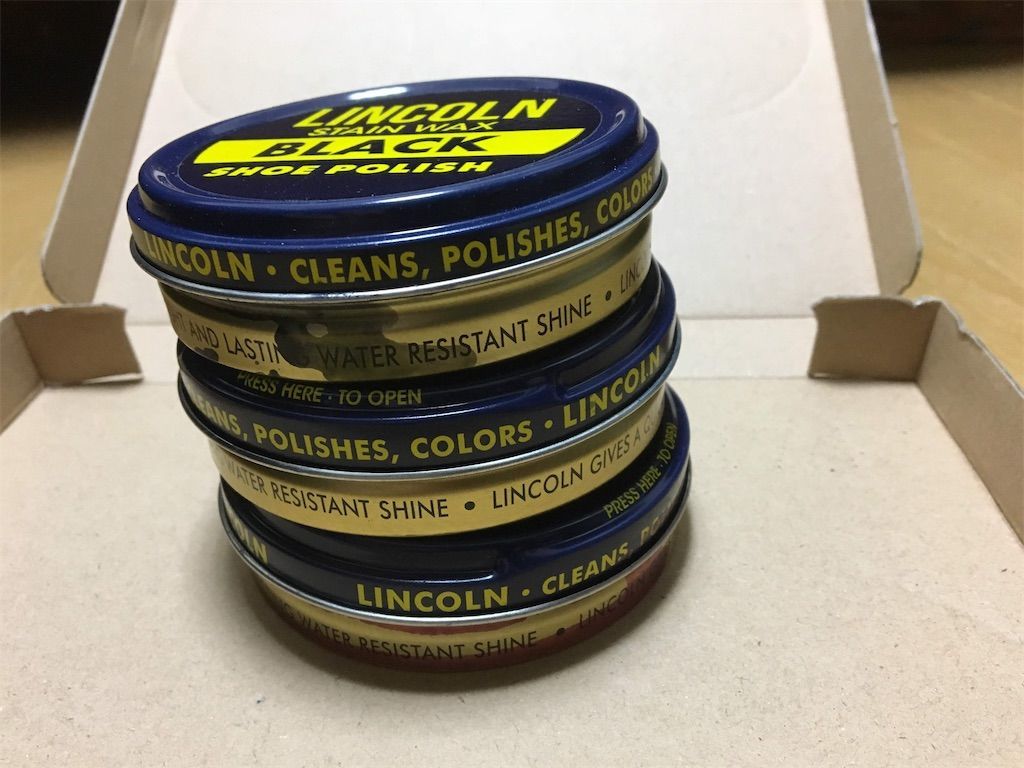 LINCOLN
STAIN WAX
BLACK
SHOE POLISH
LINCOLN • CLEANS, POLISHES, COLORS
AND LASTING WATER RESISTANT SHINE •
PRESS HERE • TO OPEN
POLISHES, COLORS • LINCOLN
WATER RESISTANT SHINE • LINCOLN GIVES A
PRESS HERE • TO OPEN
LINCOLN • CLEANS,
WATER RESISTANT SHINE •